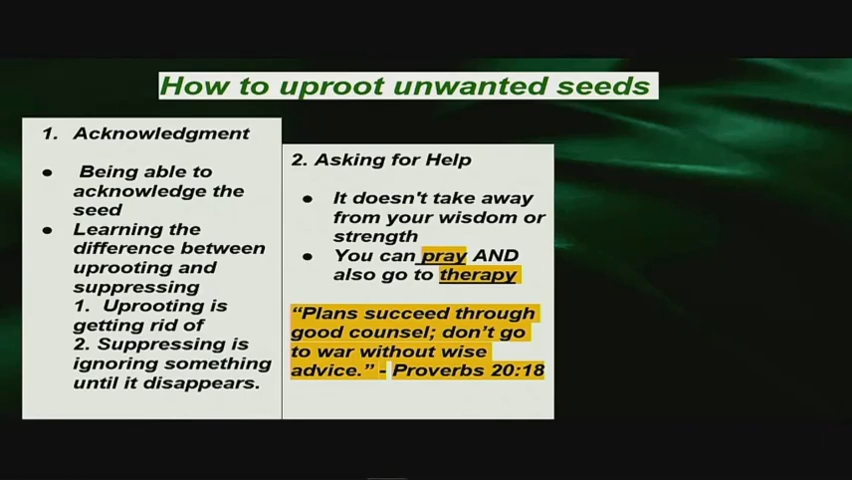 How to uproot unwanted seeds
1. Acknowledgment
● Being able to
acknowledge the
seed
● Learning the
difference between
uprooting and
suppressing
1. Uprooting is
getting rid of
2. Suppressing is
ignoring something
until it disappears.
2. Asking for Help
● It doesn't take away
from your wisdom or
strength
● You can pray AND
also go to therapy
“Plans succeed through
good counsel; don’t go
to war without wise
advice.” - Proverbs 20:18